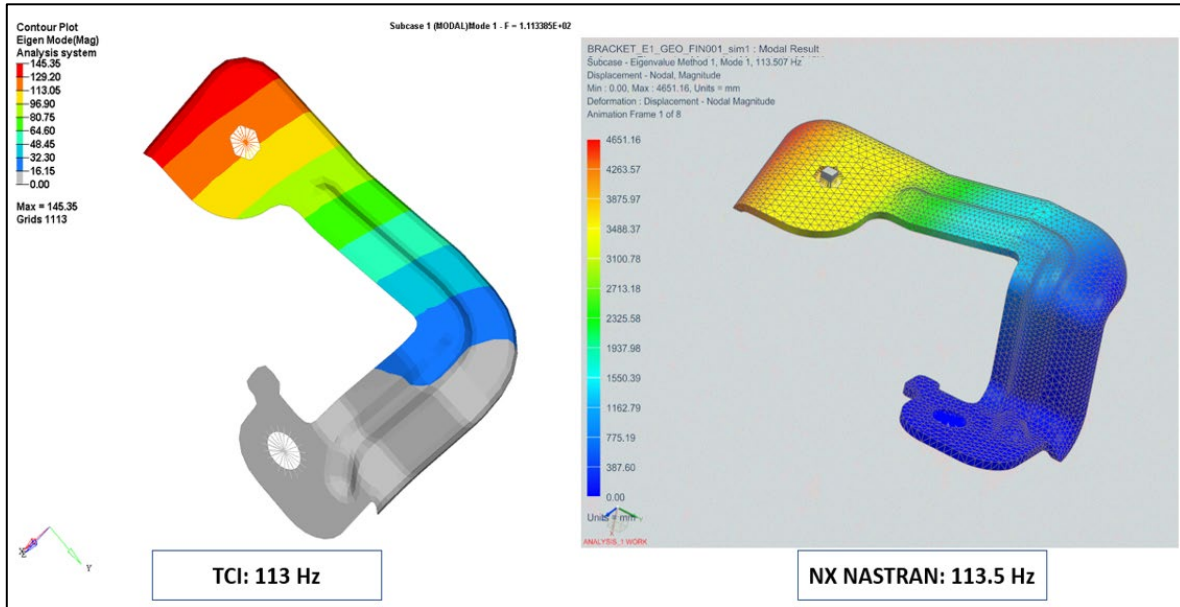 Contour Plot
Eigen Mode(Mag)
Analysis system
145.35
129.20
113.05
96.90
80.75
64.60
48.45
32.30
16.15
0.00
Max = 145.35
Grids 1113
Subcase 1 (MODAL)Mode 1 - F = 1.113385E+02
Y
TCI: 113 Hz
BRACKET_E1_GEO_FIN001_sim1 : Modal Result
Subcase - Eigenvalue Method 1, Mode 1, 113.507 Hz
Displacement - Nodal, Magnitude
Min : 0.00, Max : 4651.16, Units = mm
Deformation : Displacement - Nodal Magnitude
Animation Frame 1 of 8
4651.16
4263.57
3875.97
3488.37
3100.78
2713.18
2325.58
1937.98
1550.39
1162.79
775.19
387.60
0.00
Units = mm
ANALYSIS_1 WORK
NX NASTRAN: 113.5 Hz